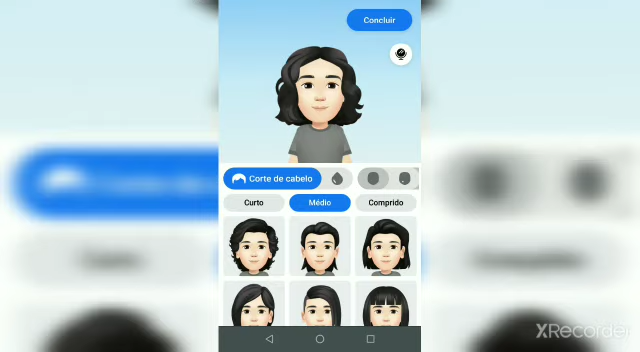 Concluir
Corte de cabelo
Curto
Médio
Comprido
XRecorder